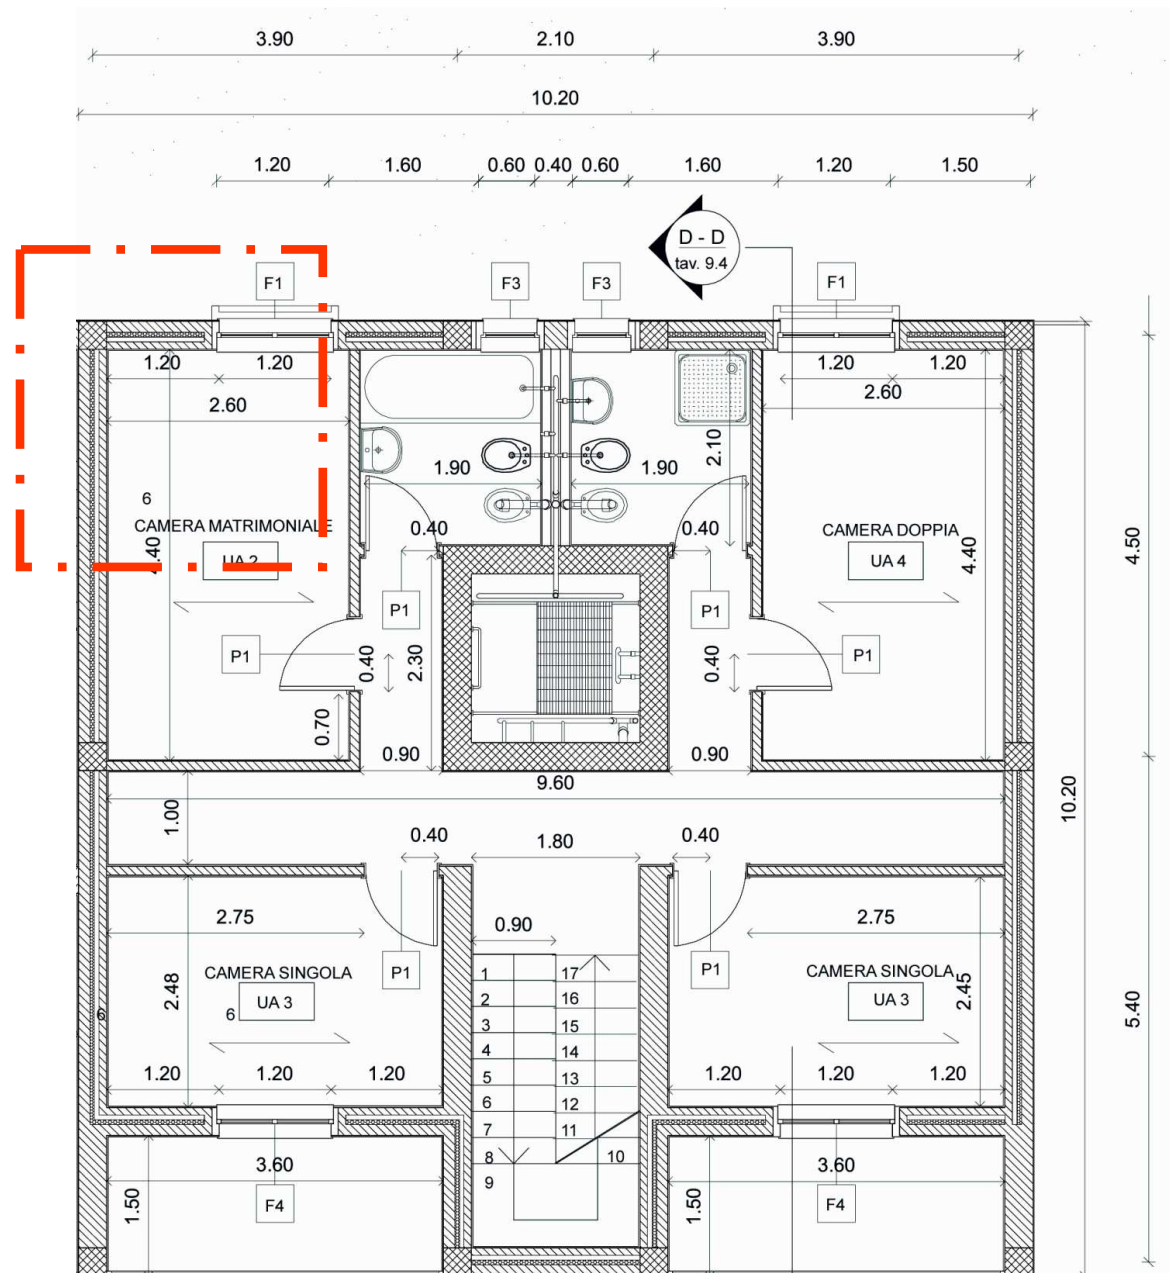 3.90 2.10 3.90
10.20
1.20 1.60 0.60 0.40 0.60 1.60 1.20 1.50
D - D
tav. 9.4
F1 F3 F3 F1
1.20 1.20 1.20 1.20
2.60 2.60
2.10
1.90 1.90
6
CAMERA MATRIMONIALE 0.40 0.40 CAMERA DOPPIA
4.40 UA 2 UA 4 4.40 4.50
P1 P1
P1 0.40 2.30 0.40 P1
0.70
0.90 0.90
9.60 10.20
1.00
0.40 1.80 0.40
2.75 0.90 2.75
CAMERA SINGOLA P1 P1 CAMERA SINGOLA
2.48 UA 3 UA 3 2.45
6 6 5.40
1 17
2 16
3 15
4 14
5 13
6 12
7 11
8 10
9
1.20 1.20 1.20 1.20 1.20 1.20
3.60 3.60
1.50 F4 1.50 F4